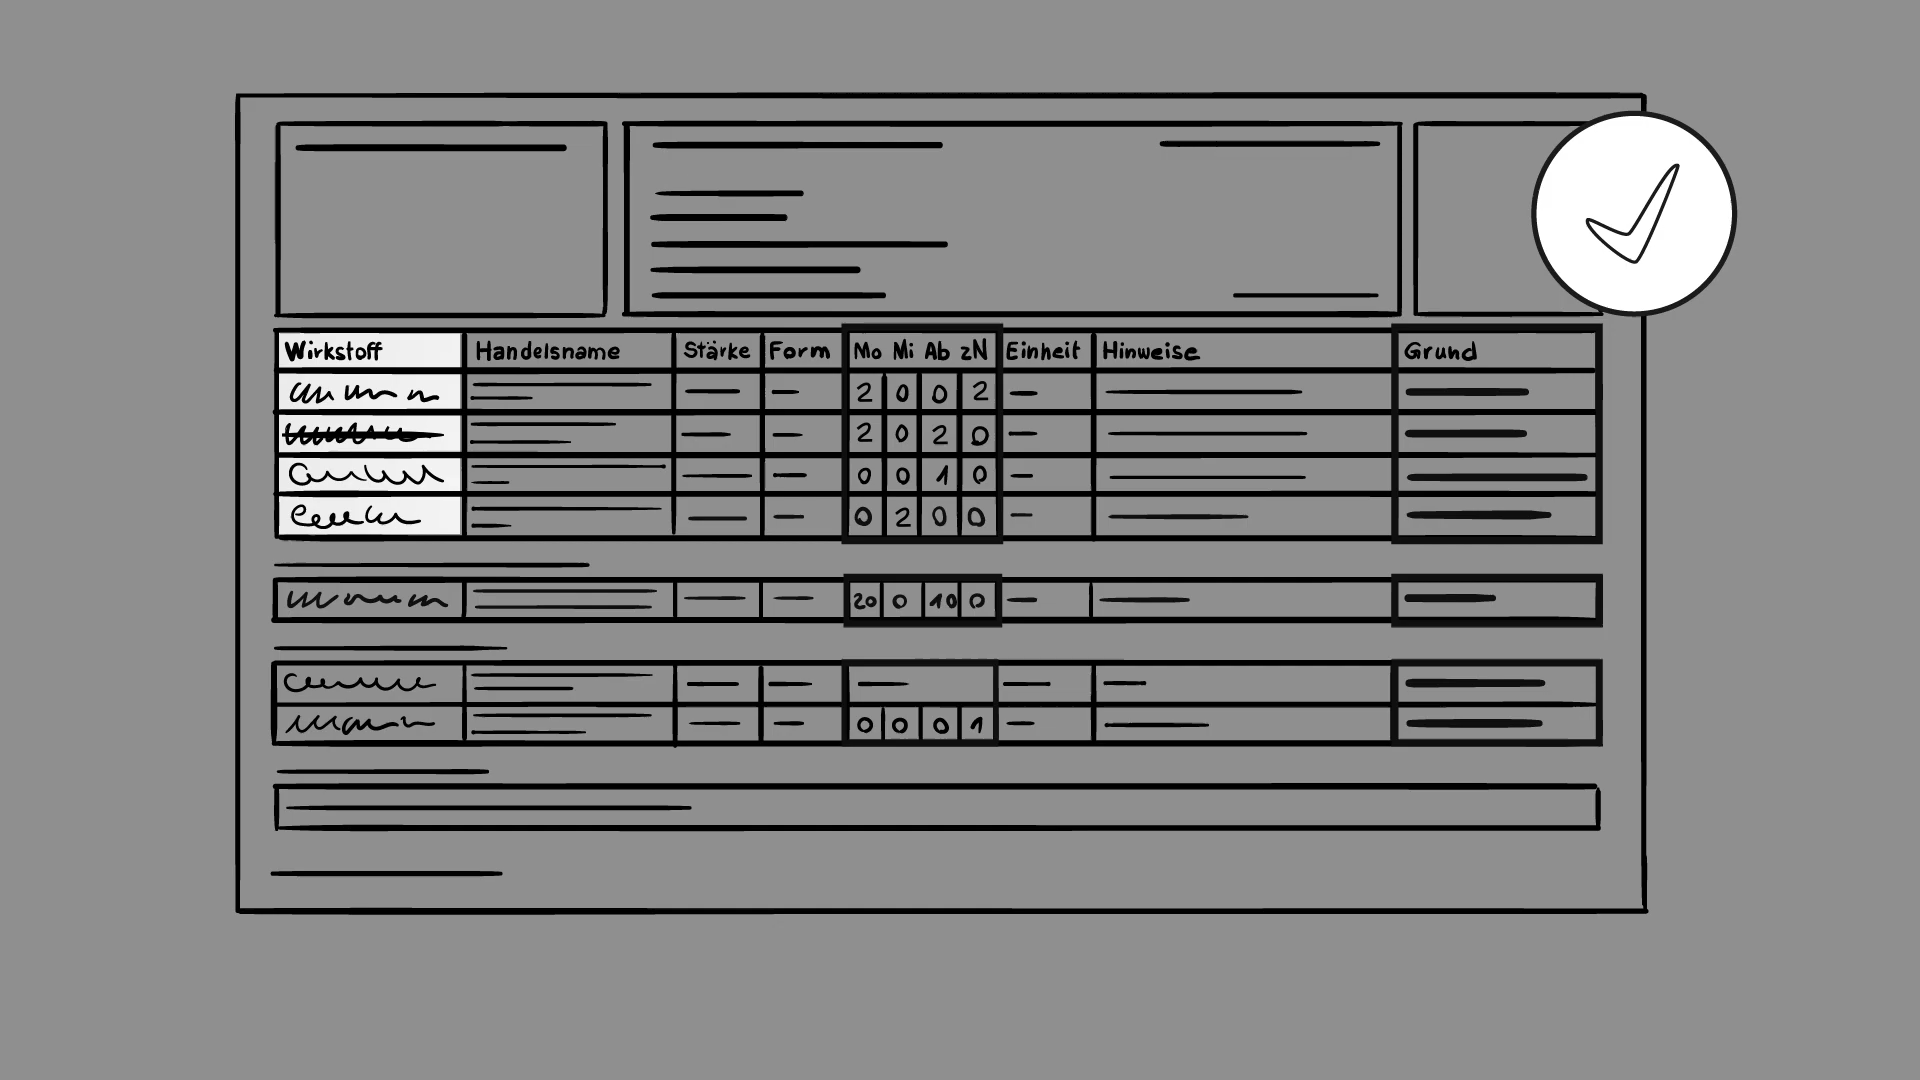 Wirkstoff Handelsname Stärke Form Mo Mi Ab zN Einheit Hinweise Grund
2 0 0 2
2 0 2 0
0 0 1 0
0 2 0 0
20 0 10 0
0 0 0 1